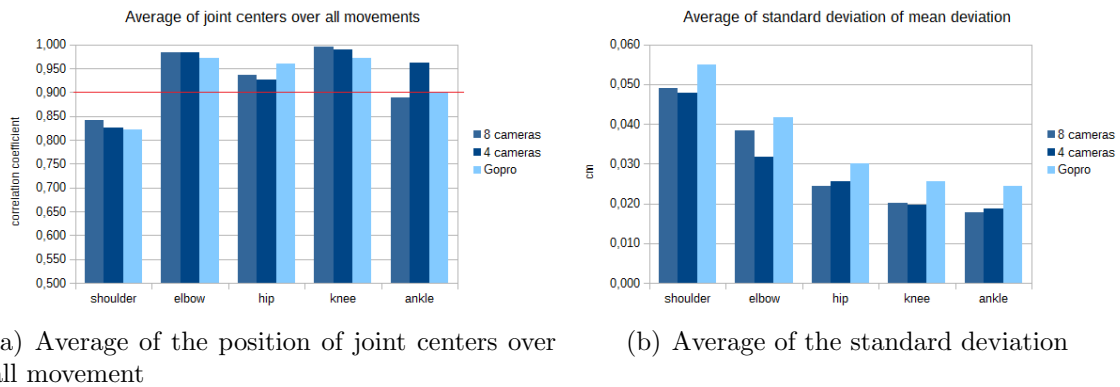 Average of joint centers over all movements
correlation coefficient
1,000
0,950
0,900
0,850
0,800
0,750
0,700
0,650
0,600
0,550
0,500
shoulder
elbow
hip
knee
ankle
8 cameras
4 cameras
Gopro
a) Average of the position of joint centers over
all movement
Average of standard deviation of mean deviation
cm
0,060
0,050
0,040
0,030
0,020
0,010
0,000
shoulder
elbow
hip
knee
ankle
8 cameras
4 cameras
Gopro
(b) Average of the standard deviation